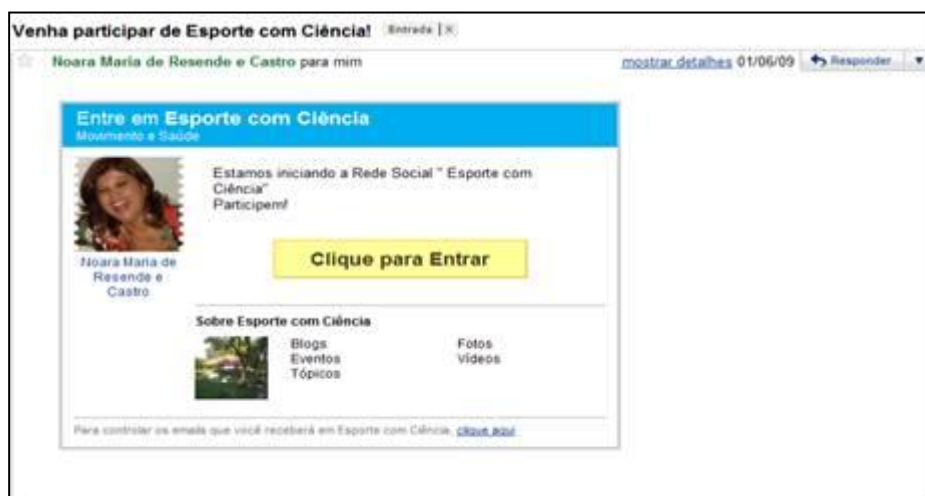 Venha participar de Esporte com Ciência! Entrada | x
Noara Maria de Resende e Castro para mim mostrar detalhes 01/06/09 Responder
Entre em Esporte com Ciência
Movimento e Saúde
Estamos iniciando a Rede Social " Esporte com
Ciência"
Participem!
Clique para Entrar
Noara Maria de
Resende e
Castro
Sobre Esporte com Ciência
Blogs Fotos
Eventos Vídeos
Tópicos
Para controlar os emails que você receberá em Esporte com Ciência, clique aqui